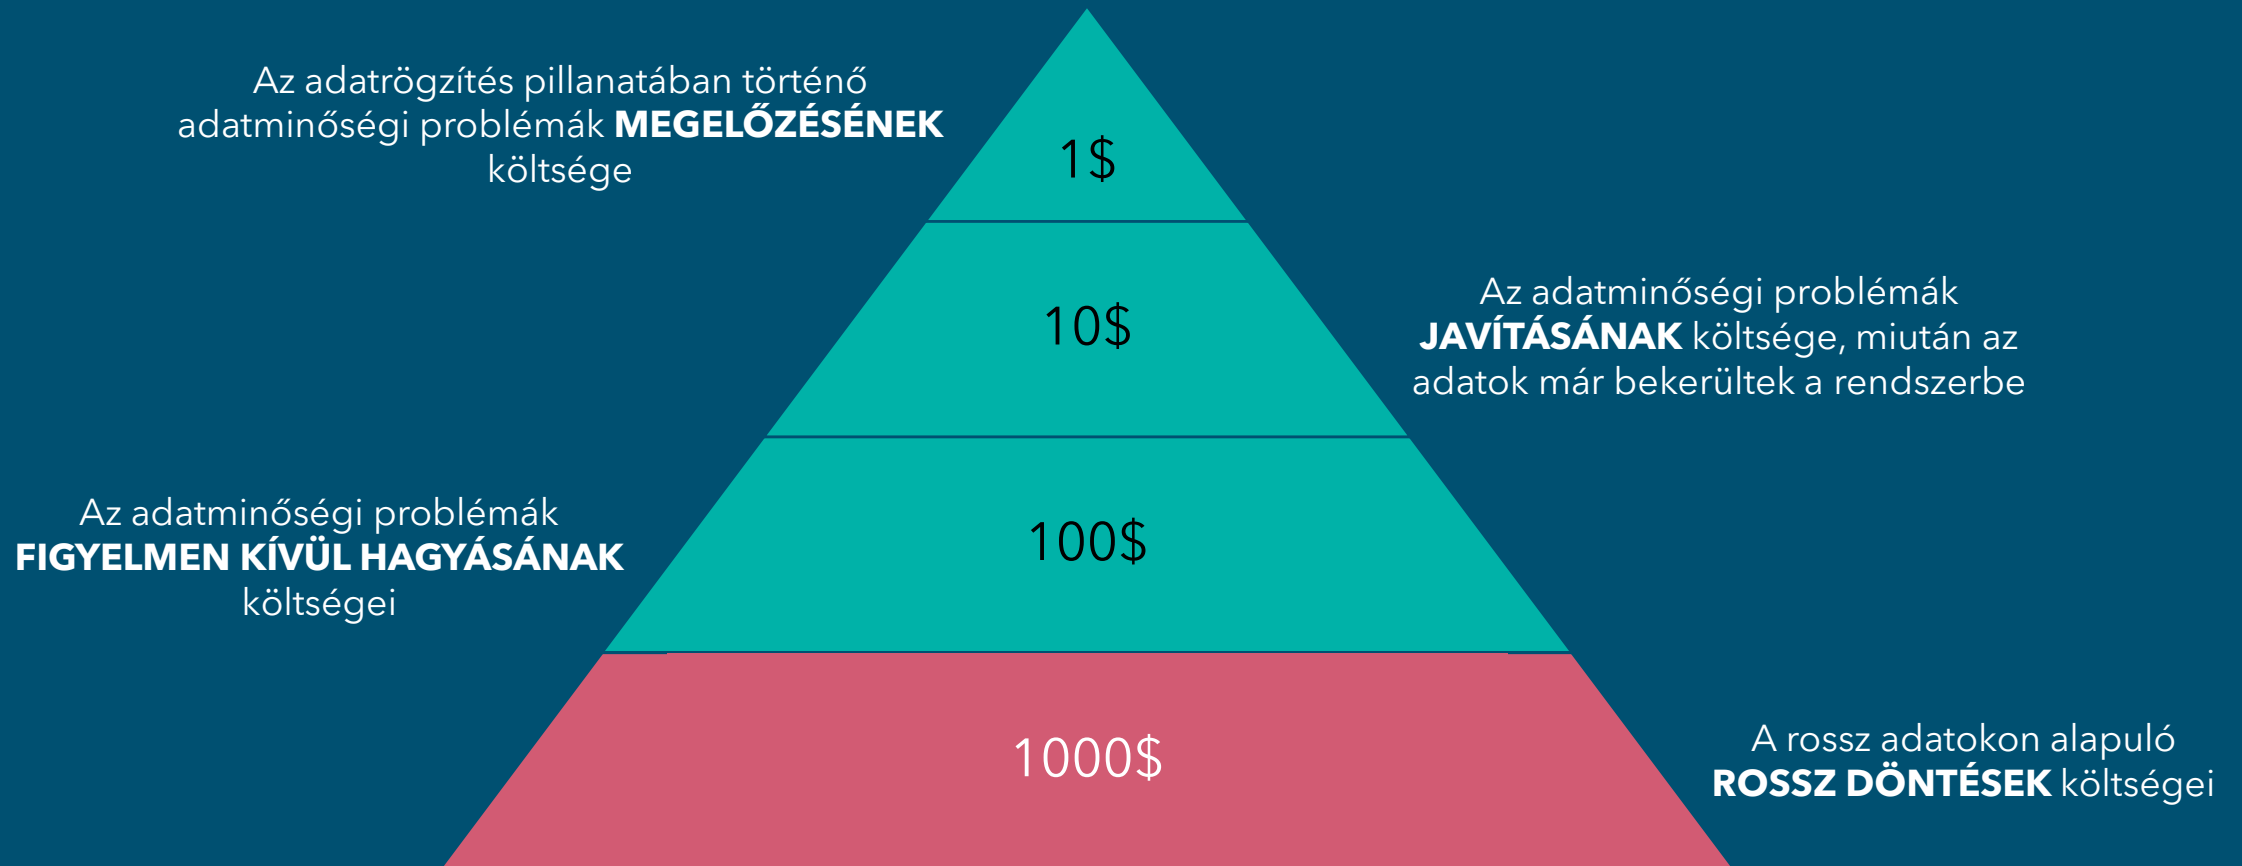 Az adatrögzítés pillanatában történő
adatminőségi problémák MEGELŐZÉSÉNEK
költsége
1$
10$
Az adatminőségi problémák
JAVÍTÁSÁNAK költsége, miután az
adatok már bekerültek a rendszerbe
Az adatminőségi problémák
FIGYELMEN KÍVÜL HAGYÁSÁNAK
költségei
100$
1000$
A rossz adatokon alapuló
ROSSZ DÖNTÉSEK költségei